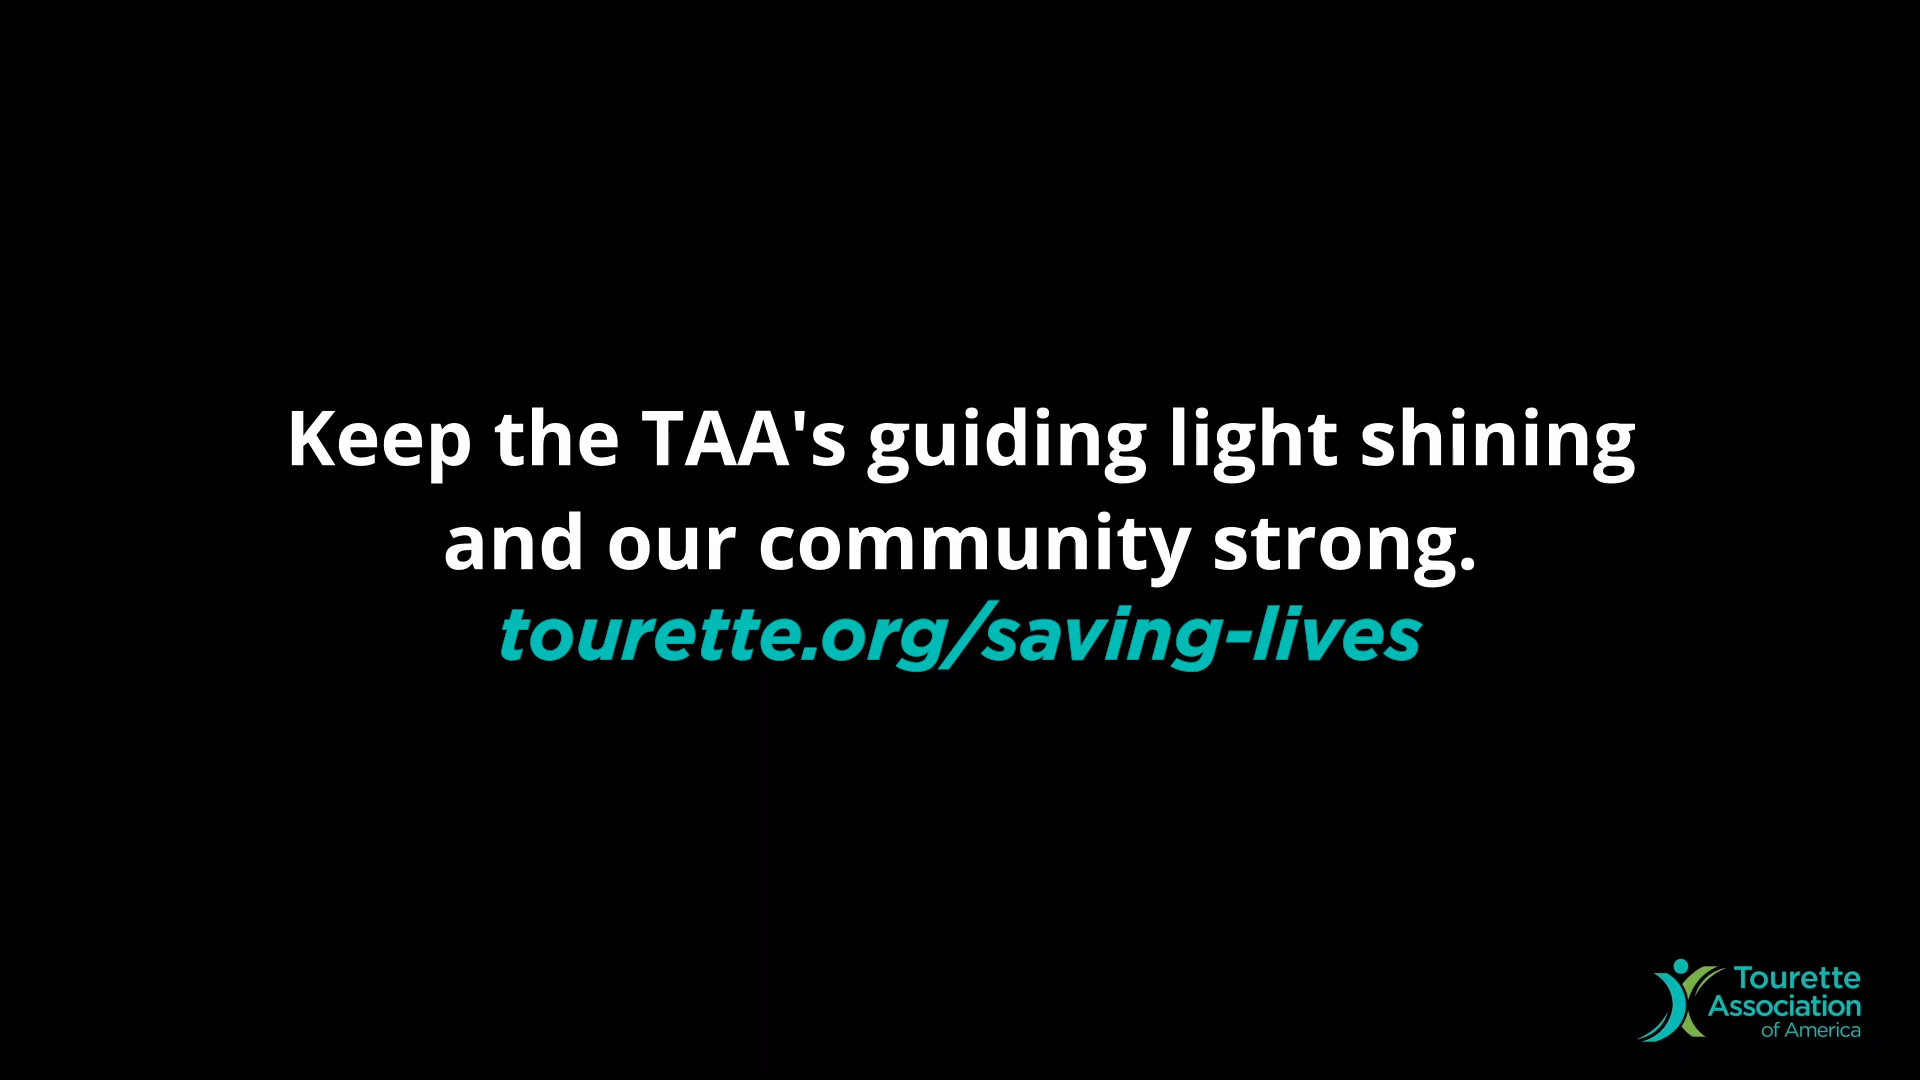 Keep the TAA's guiding light shining
and our community strong.
tourette.org/saving-lives
Tourette
Association
of America